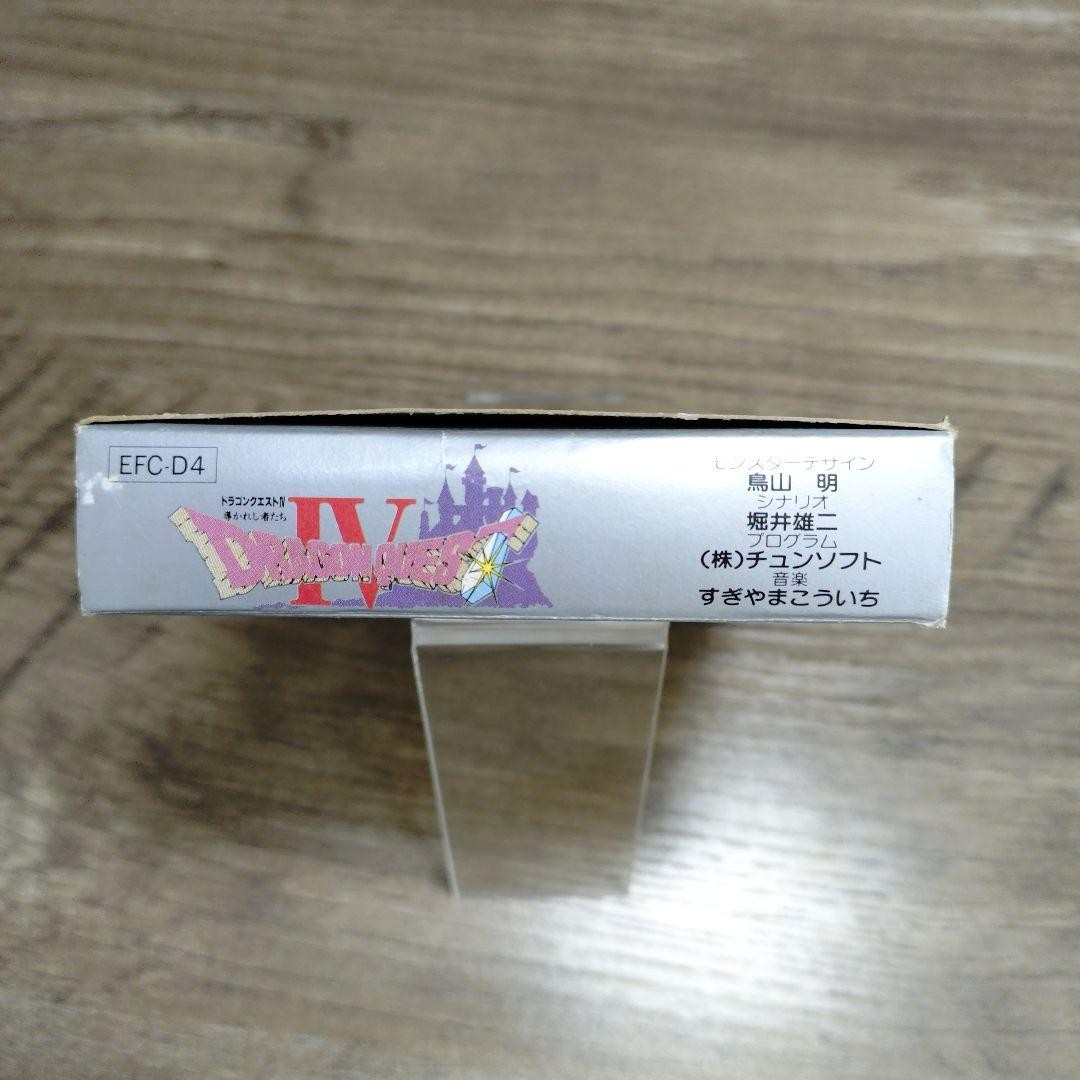 EFC-D4
ドラゴンクエストIV
導かれし者たち
IV
DRAGON QUEST
モンスターデザイン
鳥山 明
シナリオ
堀井雄二
プログラム
(株)チュンソフト
音楽
すぎやまこういち